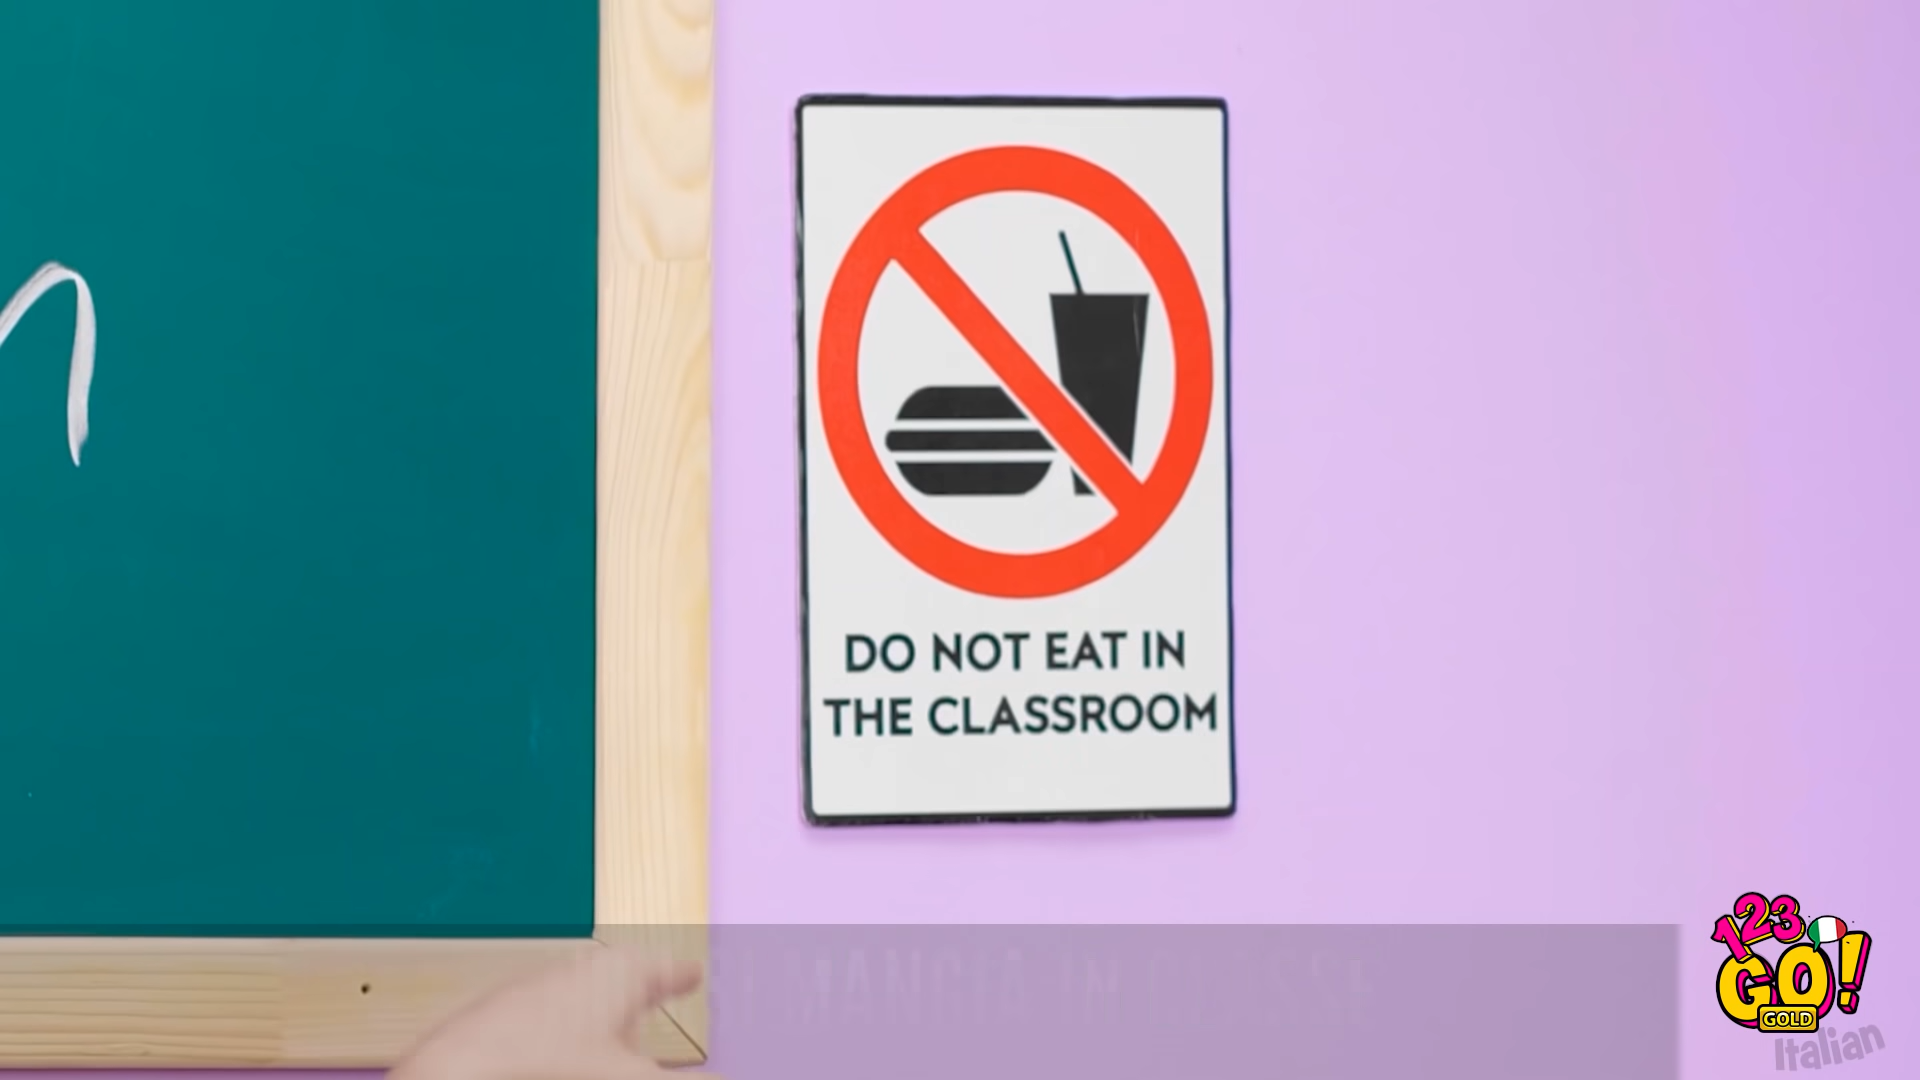 DO NOT EAT IN
THE CLASSROOM
123
GO!
GOLD
Italian